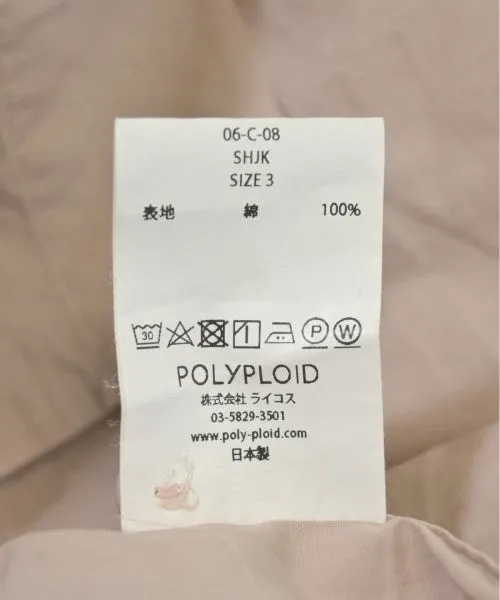 06-C-08
SHJK
SIZE 3
表地 綿 100%
30 P W
POLYPLOID
株式会社 ライコス
03-5829-3501
www.poly-ploid.com
日本製